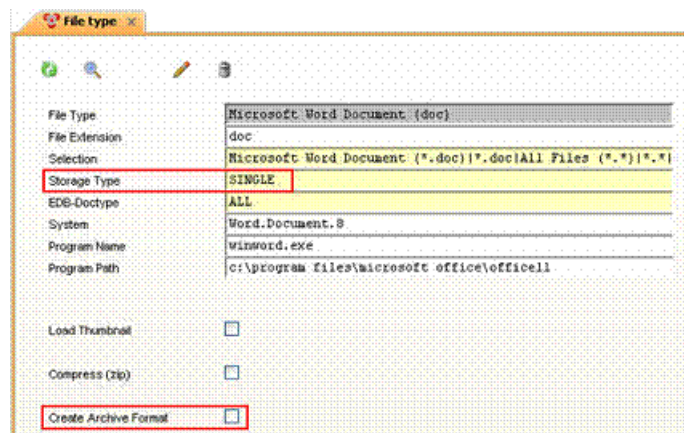 File type
File Type Microsoft Word Document (doc)
File Extension doc
Selection Microsoft Word Document (*.doc)|*.doc|All Files (*.*)|*.*|
Storage Type SINGLE
EDB-Doctype ALL
System Word.Document.8
Program Name winword.exe
Program Path c:\program files\microsoft office\office11
Load Thumbnail
Compress (zip)
Create Archive Format